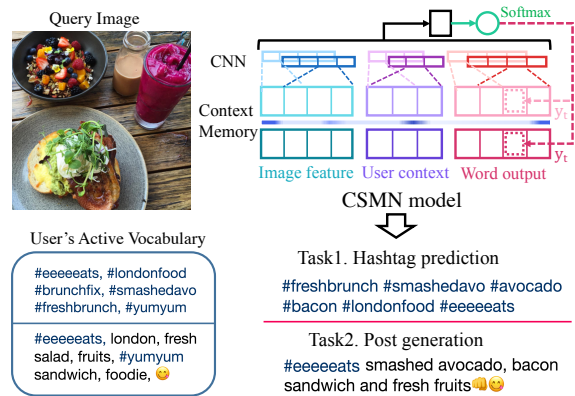 Query Image
Softmax
CNN
Context
Memory
yt
yt
Image feature
User context
Word output
CSMN model
User's Active Vocabulary
#eeeeeats, #londonfood
#brunchfix, #smashedavo
#freshbrunch, #yumyum
#eeeeeats, london, fresh
salad, fruits, #yumyum
sandwich, foodie, 😋
Task1. Hashtag prediction
#freshbrunch #smashedavo #avocado
#bacon #londonfood #eeeeeats
Task2. Post generation
#eeeeeats smashed avocado, bacon
sandwich and fresh fruits👊😋